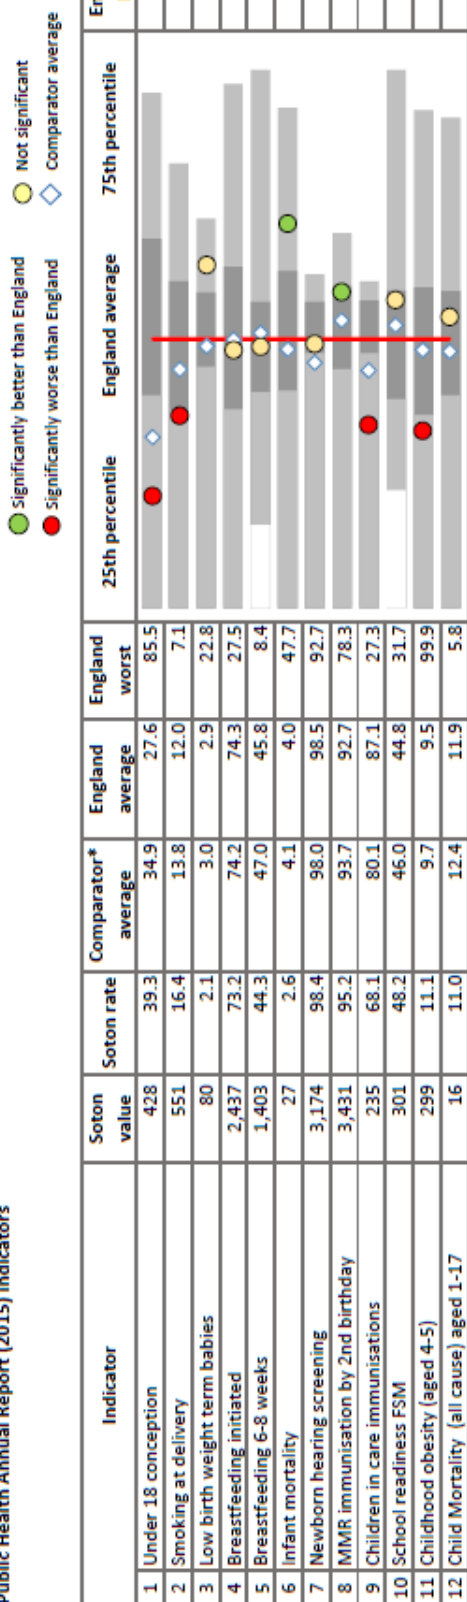 Public Health Annual Report (2015) Indicators
Significantly better than England
Not significant
Significantly worse than England
Comparator average
Indicator Soton value Soton rate Comparator* average England average England worst 25th percentile England average 75th percentile
1 Under 18 conception 428 39.3 34.9 27.6 85.5
2 Smoking at delivery 551 16.4 13.8 12.0 7.1
3 Low birth weight term babies 80 2.1 3.0 2.9 22.8
4 Breastfeeding initiated 2,437 73.2 74.2 74.3 27.5
5 Breastfeeding 6-8 weeks 1,403 44.3 47.0 45.8 8.4
6 Infant mortality 27 2.6 4.1 4.0 47.7
7 Newborn hearing screening 3,174 98.4 98.0 98.5 92.7
8 MMR immunisation by 2nd birthday 3,431 95.2 93.7 92.7 78.3
9 Children in care immunisations 235 68.1 80.1 87.1 27.3
10 School readiness FSM 301 48.2 46.0 44.8 31.7
11 Childhood obesity (aged 4-5) 299 11.1 9.7 9.5 99.9
12 Child Mortality (all cause) aged 1-17 16 11.0 12.4 11.9 5.8